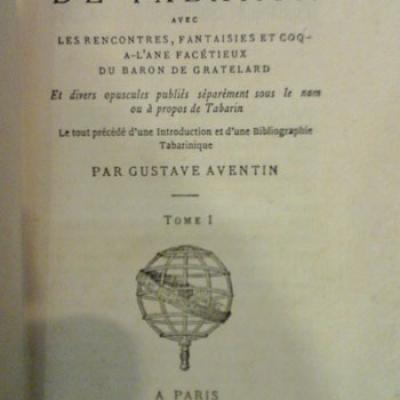 DE TABARIN
AVEC
LES RENCONTRES, FANTAISIES ET COQ-
A-L'ANE FACÉTIEUX
DU BARON DE GRATELARD
Et divers opuscules publiés séparément sous le nom
ou à propos de Tabarin
Le tout précédé d'une Introduction et d'une Bibliographie
Tabarinique
PAR GUSTAVE AVENTIN
TOME I
A PARIS